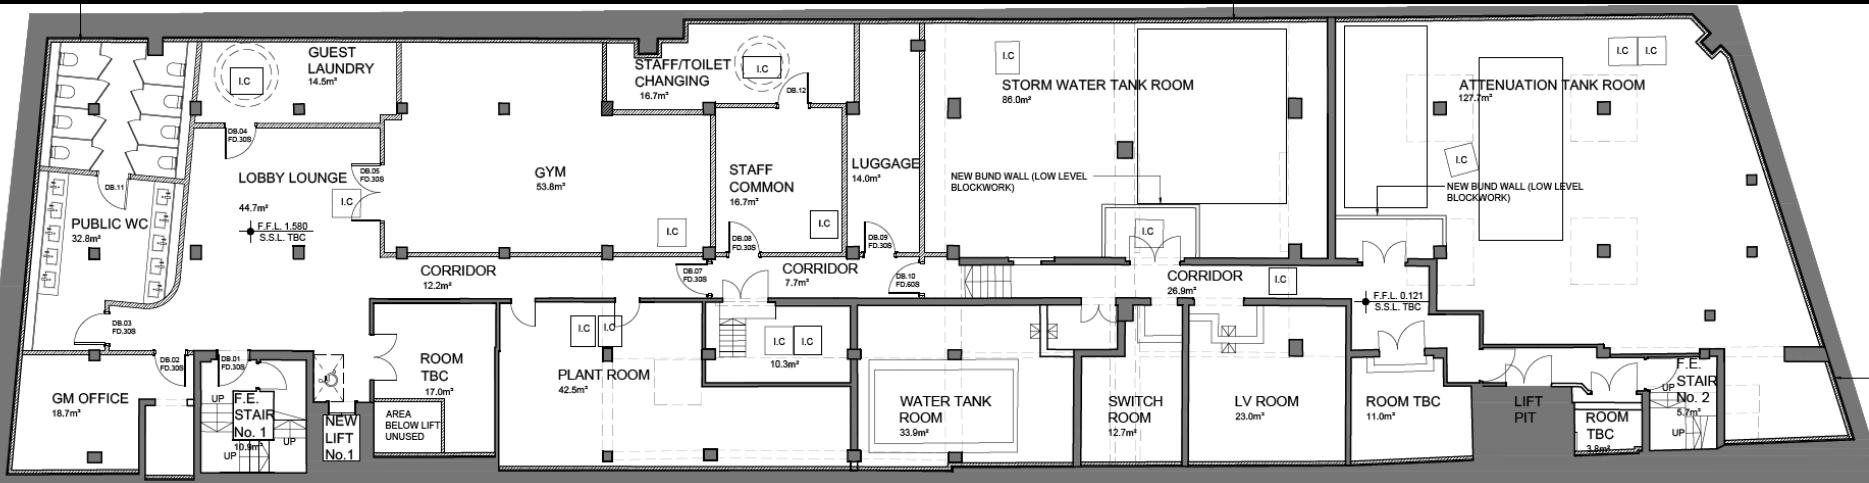 GUEST
LAUNDRY
14.5m²
I.C
DB.04
FD.30S
STAFF/TOILET
CHANGING
16.7m²
I.C
DB.12
I.C
STORM WATER TANK ROOM
86.0m²
I.C
I.C
ATTENUATION TANK ROOM
127.7m²
I.C
DB.11
LOBBY LOUNGE
44.7m²
I.C
F.F.L. 1.580
S.S.L. TBC
DB.05
FD.30S
GYM
53.8m²
I.C
STAFF
COMMON
16.7m²
I.C
DB.08
FD.30S
LUGGAGE
14.0m²
DB.09
FD.30S
NEW BUND WALL (LOW LEVEL
BLOCKWORK)
I.C
NEW BUND WALL (LOW LEVEL
BLOCKWORK)
PUBLIC WC
32.8m²
DB.03
FD.30S
CORRIDOR
12.2m²
DB.07
FD.30S
CORRIDOR
7.7m²
DB.10
FD.60S
CORRIDOR
26.9m²
I.C
F.F.L. 0.121
S.S.L. TBC
DB.02
FD.30S
DB.01
FD.30S
GM OFFICE
18.7m²
UP
F.E.
STAIR
No. 1
10.9m²
UP
UP
NEW
LIFT
No.1
ROOM
TBC
17.0m²
AREA
BELOW LIFT
UNUSED
I.C
I.C
PLANT ROOM
42.5m²
I.C
I.C
10.3m²
WATER TANK
ROOM
33.9m²
SWITCH
ROOM
12.7m²
LV ROOM
23.0m²
ROOM TBC
11.0m²
LIFT
PIT
ROOM
TBC
3.8m²
F.E.
STAIR
No. 2
5.7m²
UP
UP